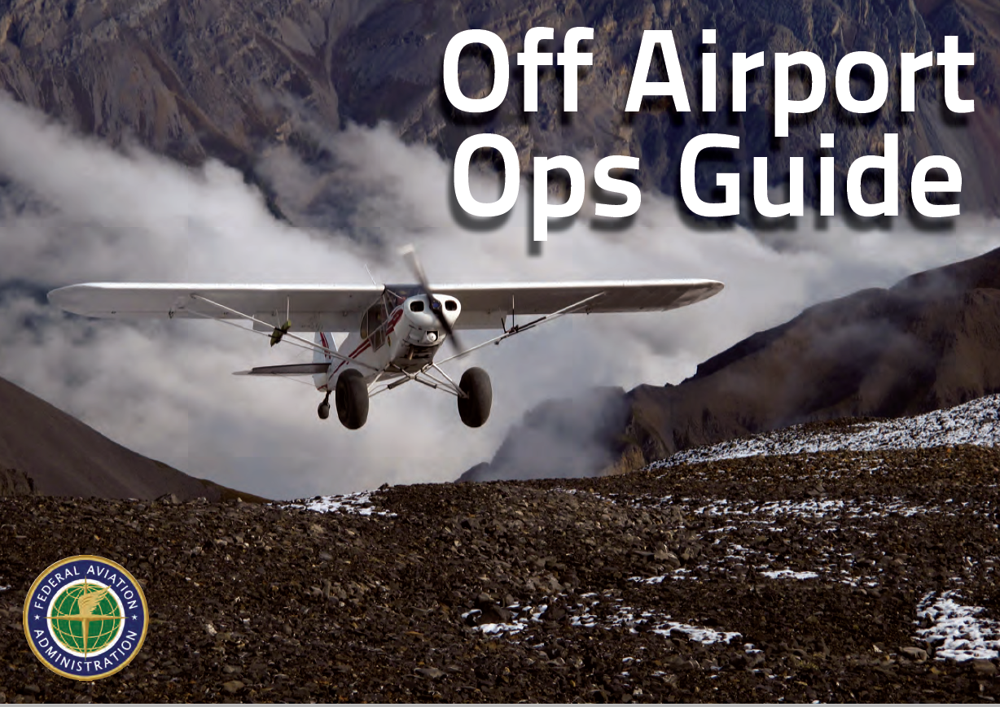 Off Airport
Ops Guide
FEDERAL AVIATION
ADMINISTRATION